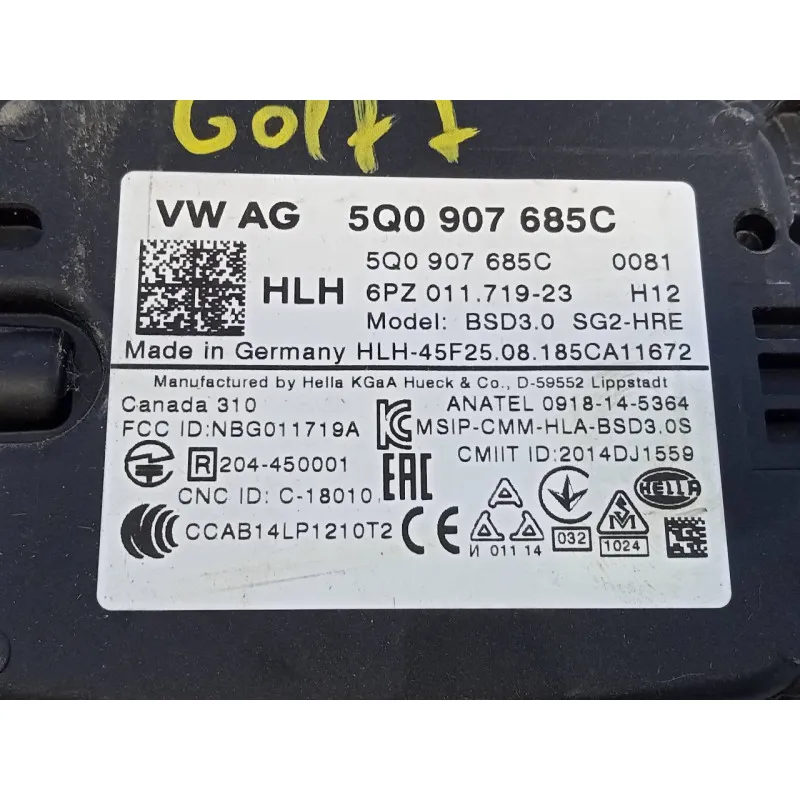 Golf 7
VW AG 5Q0 907 685C
5Q0 907 685C 0081
HLH 6PZ 011.719-23 H12
Model: BSD3.0 SG2-HRE
Made in Germany HLH-45F25.08.185CA11672
Manufactured by Hella KGaA Hueck & Co., D-59552 Lippstadt
Canada 310 ANATEL 0918-14-5364
FCC ID:NBG011719A MSIP-CMM-HLA-BSD3.0S
R 204-450001 CMIIT ID:2014DJ1559
CNC ID: C-18010 EAC HELLA
CCAB14LP1210T2 CE И 011 14 032 1024